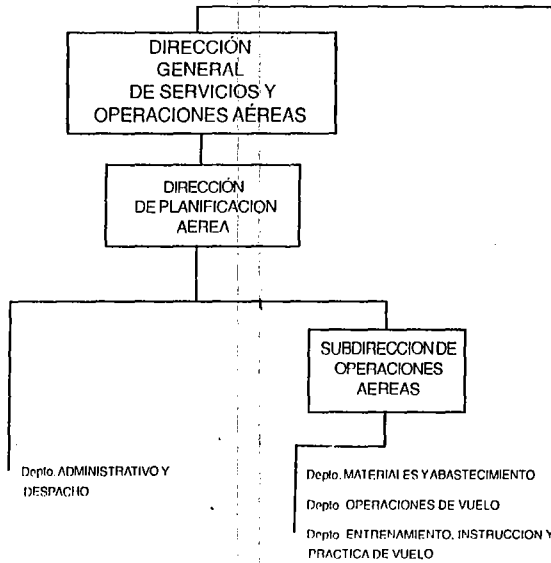 DIRECCIÓN
GENERAL
DE SERVICIOS Y
OPERACIONES AÉREAS
DIRECCIÓN
DE PLANIFICACION
AEREA
SUBDIRECCION DE
OPERACIONES
AEREAS
Depto. ADMINISTRATIVO Y
DESPACHO
Depto. MATERIALES Y ABASTECIMIENTO
Depto OPERACIONES DE VUELO
Depto ENTRENAMIENTO, INSTRUCCION Y
PRACTICA DE VUELO